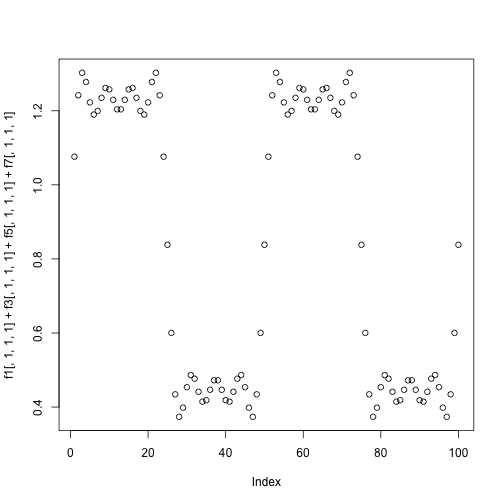 f1[, 1, 1, 1] + f3[, 1, 1, 1] + f5[, 1, 1, 1] + f7[, 1, 1, 1]
1.2
1.0
0.8
0.6
0.4
0 20 40 60 80 100
Index